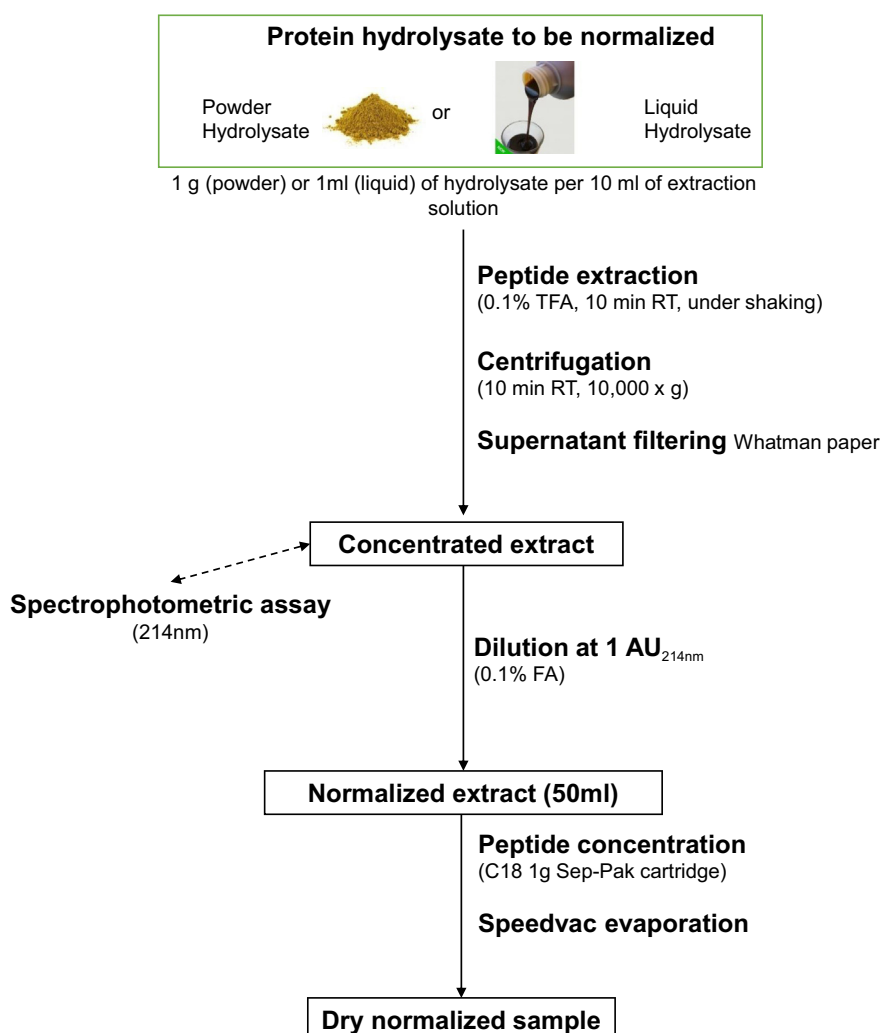 Protein hydrolysate to be normalized
Powder
Hydrolysate
or
Liquid
Hydrolysate
1 g (powder) or 1ml (liquid) of hydrolysate per 10 ml of extraction
solution
Peptide extraction
(0.1% TFA, 10 min RT, under shaking)
Centrifugation
(10 min RT, 10,000 x g)
Supernatant filtering Whatman paper
Concentrated extract
Spectrophotometric assay
(214nm)
Dilution at 1 AU214nm
(0.1% FA)
Normalized extract (50ml)
Peptide concentration
(C18 1g Sep-Pak cartridge)
Speedvac evaporation
Dry normalized sample